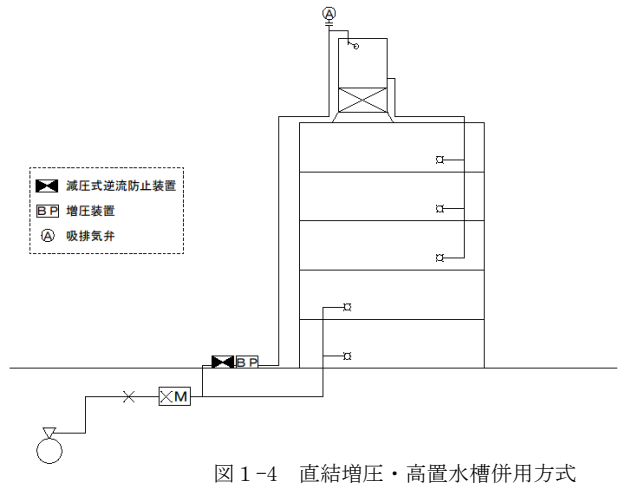 A
減圧式逆流防止装置
BP 増圧装置
A 吸排気弁
BP
M
図1-4 直結増圧・高置水槽併用方式